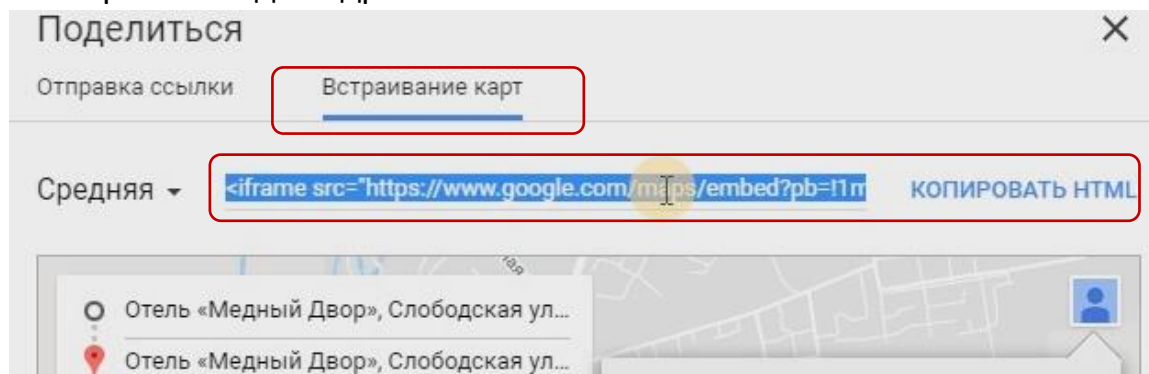 Поделиться
Отправка ссылки Встраивание карт
Средняя <iframe src="https://www.google.com/maps/embed?pb=!1m КОПИРОВАТЬ HTML
Отель «Медный Двор», Слободская ул...
Отель «Медный Двор», Слободская ул...